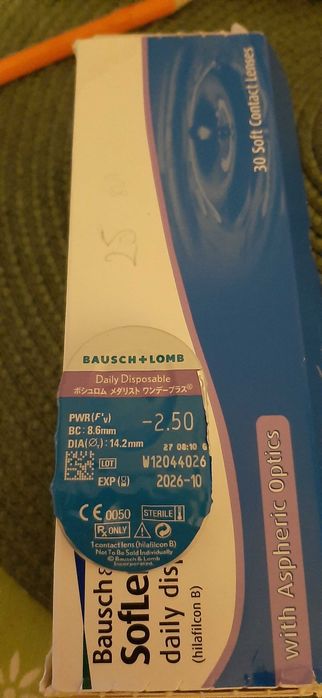 30 Soft Contact Lenses
25
BAUSCH+LOMB
Daily Disposable
ボシュロム メダリスト ワンデープラス®
PWR(F'v) -2.50
BC: 8.6mm
DIA(Ø,): 14.2mm
27 08:10 G
LOT W12044026
EXP 2026-10
CE 0050 STERILE
Rx ONLY
1 contact lens (hilafilcon B)
Not To Be Sold Individually
© Bausch & Lomb
Incorporated.
Bausch &
SofLe
daily dis
(hilafilcon B)
with Aspheric Optics